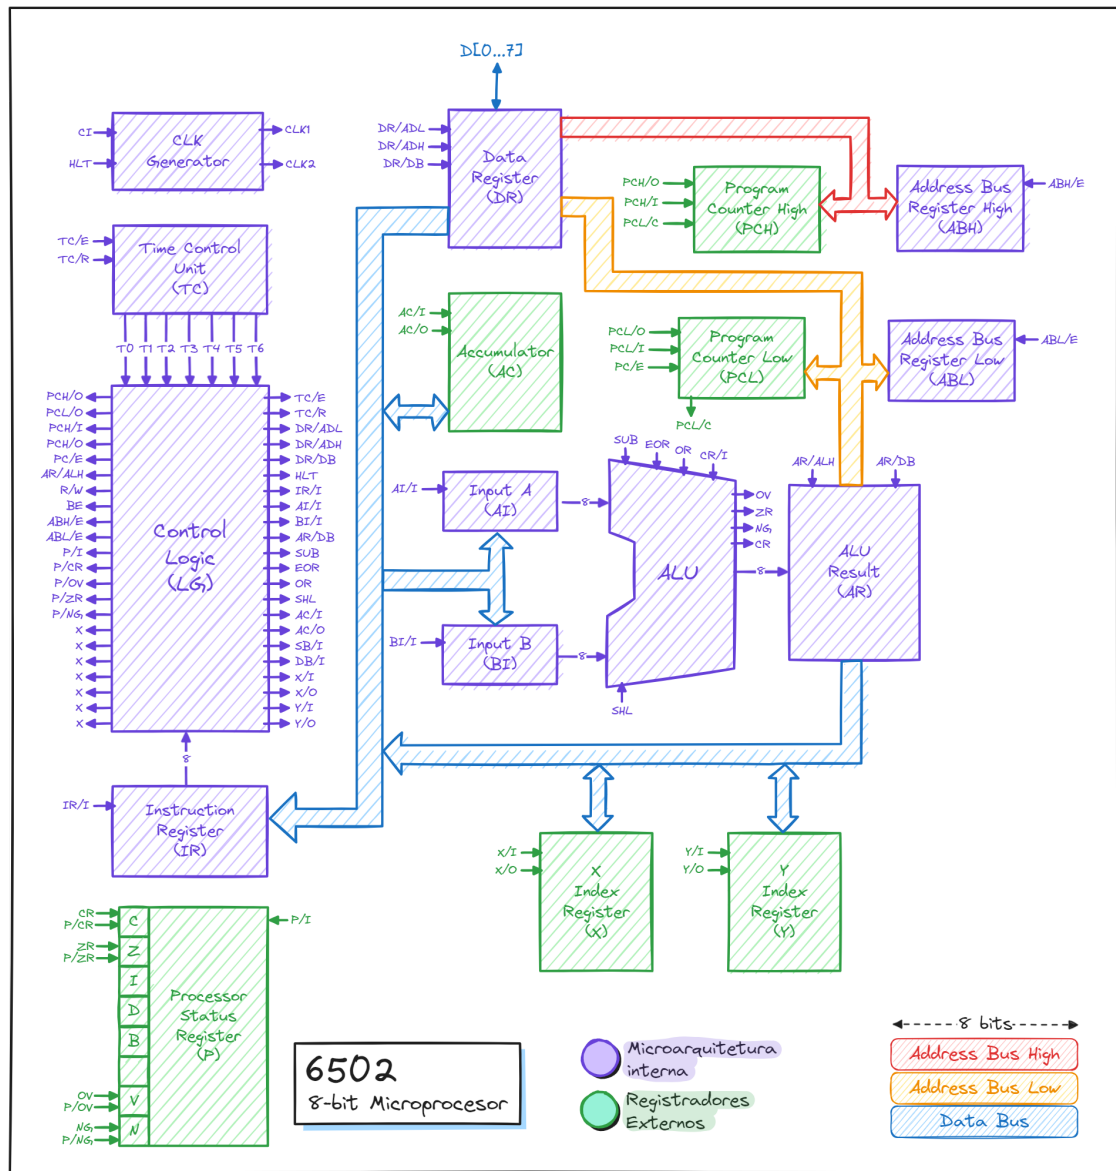 D[0...7]
CI
HLT
CLK
Generator
CLK1
CLK2
DR/ADL
DR/ADH
DR/DB
Data
Register
(DR)
PCH/O
PCH/I
PCL/C
Program
Counter High
(PCH)
Address Bus
Register High
(ABH)
ABH/E
TC/E
TC/R
Time Control
Unit
(TC)
T0 T1 T2 T3 T4 T5 T6
AC/I
AC/O
Accumulator
(AC)
PCL/O
PCL/I
PC/E
Program
Counter Low
(PCL)
PCL/C
Address Bus
Register Low
(ABL)
ABL/E
PCH/O
PCL/O
PCH/I
PCH/O
PC/E
AR/ALH
R/W
BE
ABH/E
ABL/E
P/I
P/CR
P/OV
P/ZR
P/NG
X
X
X
X
X
X
X
Control
Logic
(LG)
TC/E
TC/R
DR/ADL
DR/ADH
DR/DB
HLT
IR/I
AI/I
BI/I
AR/DB
SUB
EOR
OR
SHL
AC/I
AC/O
SB/I
DB/I
X/I
X/O
Y/I
Y/O
AI/I
Input A
(AI)
8
BI/I
Input B
(BI)
8
SUB
EOR
OR
CR/I
ALU
SHL
OV
ZR
NG
CR
8
AR/ALH
AR/DB
ALU
Result
(AR)
8
IR/I
Instruction
Register
(IR)
X/I
X/O
X
Index
Register
(X)
Y/I
Y/O
Y
Index
Register
(Y)
CR
P/CR
ZR
P/ZR
OV
P/OV
NG
P/NG
C
Z
I
D
B
V
N
Processor
Status
Register
(P)
P/I
6502
8-bit Microprocesor
Microarquitetura
interna
Registradores
Externos
8 bits
Address Bus High
Address Bus Low
Data Bus